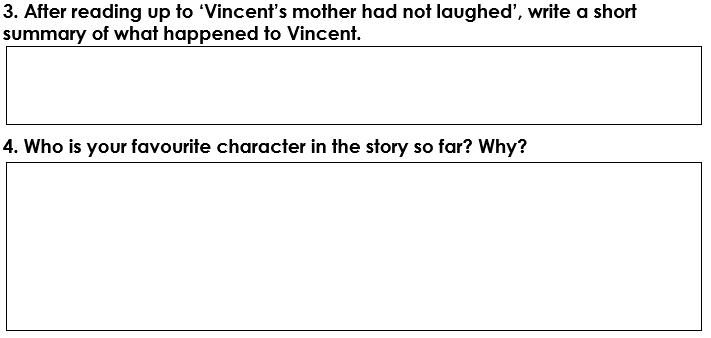 3. After reading up to ‘Vincent’s mother had not laughed’, write a short
summary of what happened to Vincent.
4. Who is your favourite character in the story so far? Why?